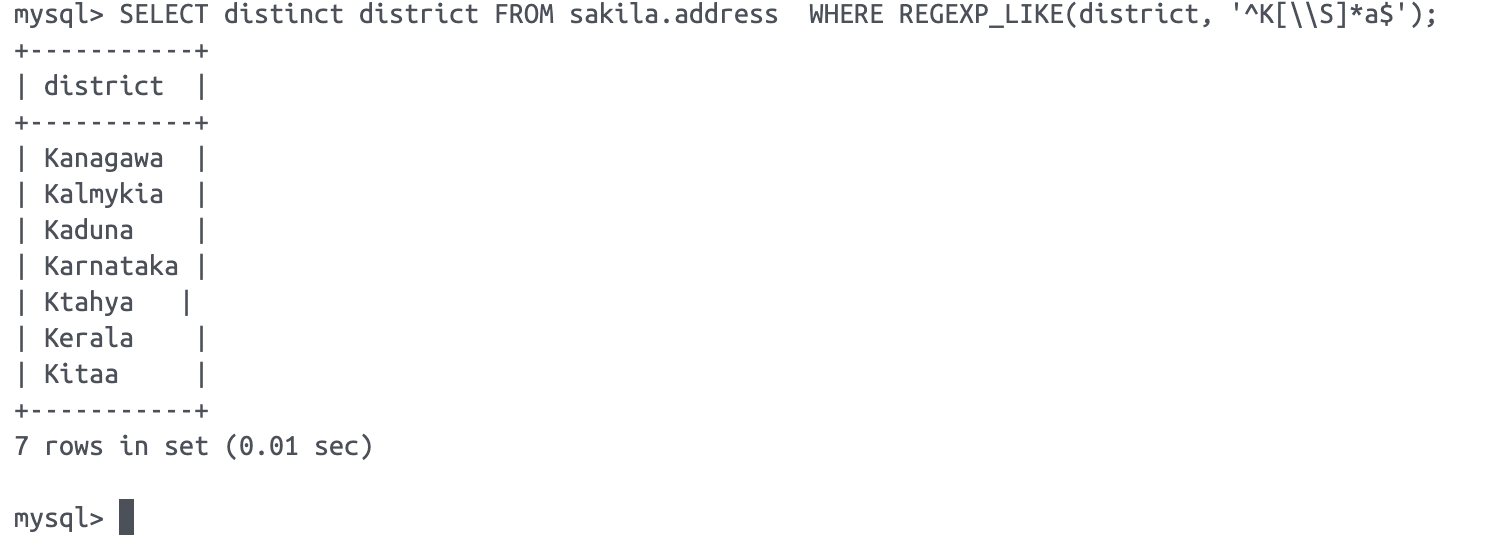 mysql> SELECT distinct district FROM sakila.address  WHERE REGEXP_LIKE(district, '^K[\\S]*a$');
+-----------+
| district  |
+-----------+
| Kanagawa  |
| Kalmykia  |
| Kaduna    |
| Karnataka |
| Ktahya   |
| Kerala    |
| Kitaa     |
+-----------+
7 rows in set (0.01 sec)
mysql>